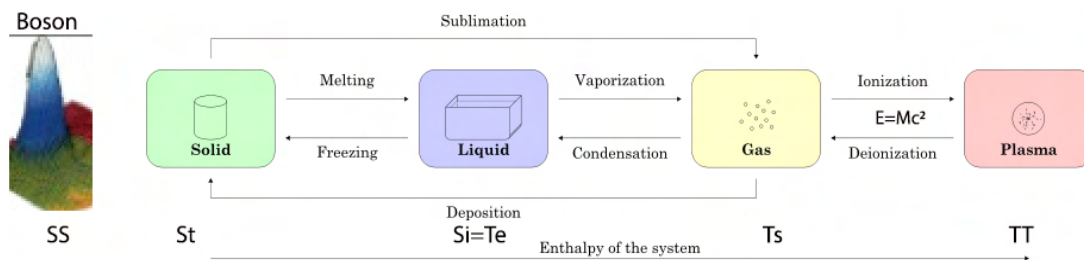 Boson
Sublimation
Melting
Vaporization
Ionization
E=Mc²
Solid
Liquid
Gas
Plasma
Freezing
Condensation
Deionization
Deposition
SS
St
Si=Te
Ts
TT
Enthalpy of the system